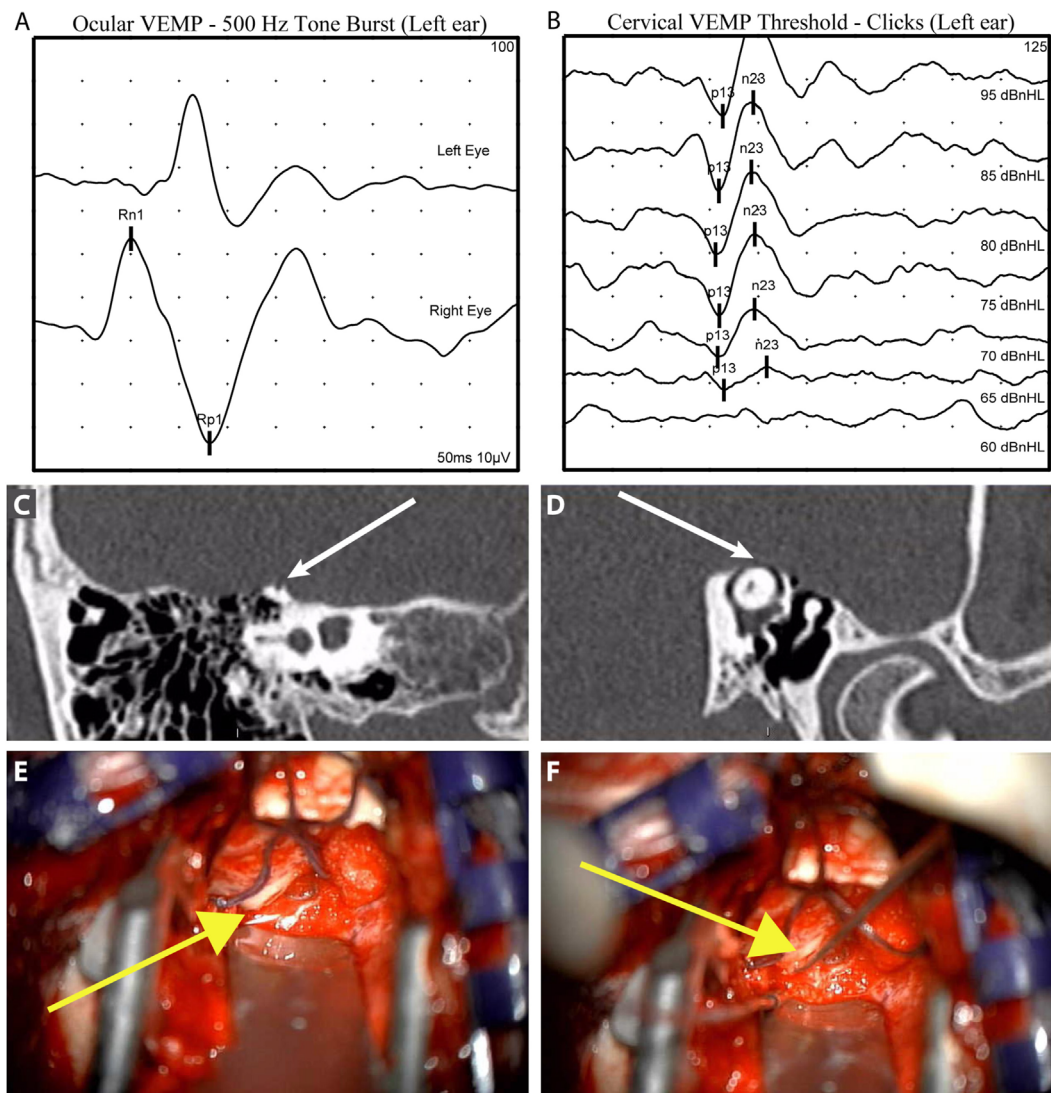 A
Ocular VEMP - 500 Hz Tone Burst (Left ear)
100
Left Eye
Rn1
Right Eye
Rp1
50ms 10µV
B
Cervical VEMP Threshold - Clicks (Left ear)
125
p13
n23
95 dBnHL
p13
n23
85 dBnHL
p13
n23
80 dBnHL
p13
n23
75 dBnHL
p13
n23
70 dBnHL
p13
n23
65 dBnHL
60 dBnHL
C
D
E
F